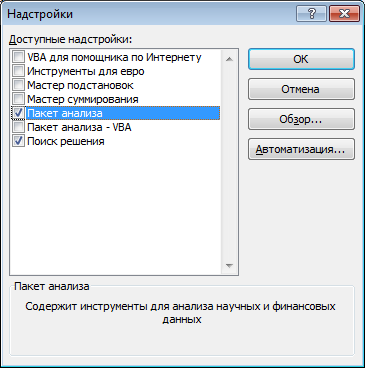 Надстройки
Доступные надстройки:
VBA для помощника по Интернету
Инструменты для евро
Мастер подстановок
Мастер суммирования
Пакет анализа
Пакет анализа - VBA
Поиск решения
ОК
Отмена
Обзор...
Автоматизация...
Пакет анализа
Содержит инструменты для анализа научных и финансовых
данных